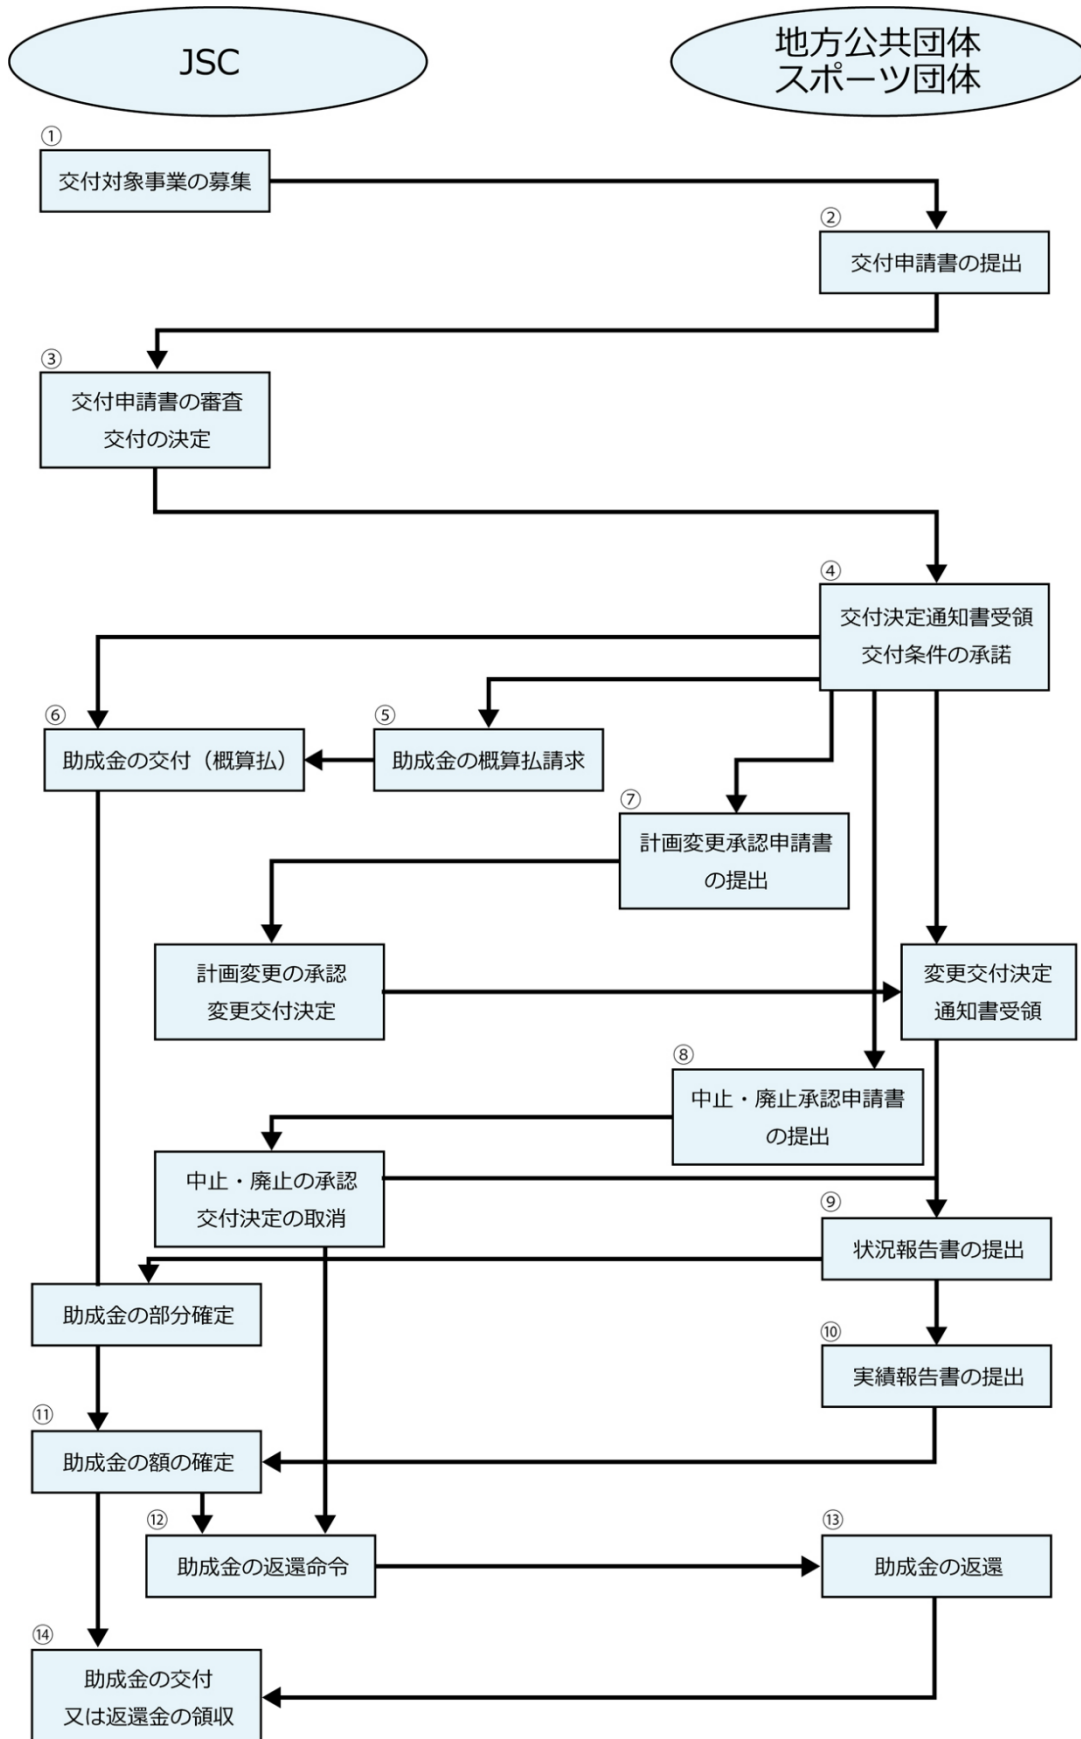 JSC
地方公共団体
スポーツ団体
①
交付対象事業の募集
②
交付申請書の提出
③
交付申請書の審査
交付の決定
④
交付決定通知書受領
交付条件の承諾
⑥
助成金の交付（概算払）
⑤
助成金の概算払請求
⑦
計画変更承認申請書
の提出
計画変更の承認
変更交付決定
変更交付決定
通知書受領
⑧
中止・廃止承認申請書
の提出
中止・廃止の承認
交付決定の取消
⑨
状況報告書の提出
助成金の部分確定
⑩
実績報告書の提出
⑪
助成金の額の確定
⑫
助成金の返還命令
⑬
助成金の返還
⑭
助成金の交付
又は返還金の領収